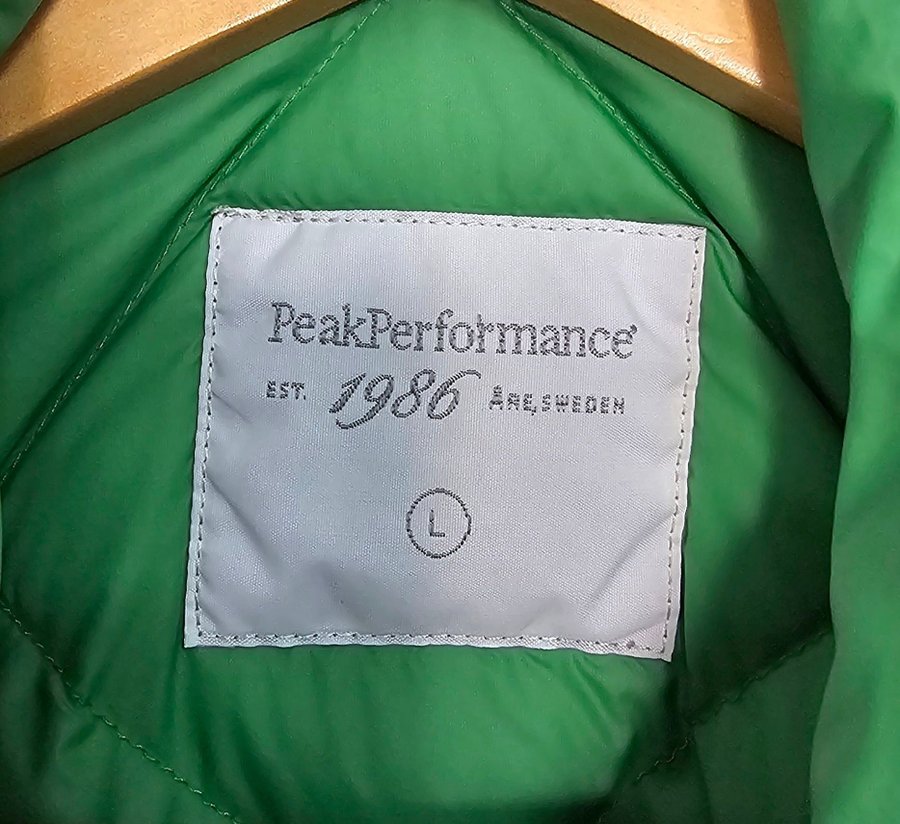 PeakPerformance®
EST. 1986 ÅRE, SWEDEN
L